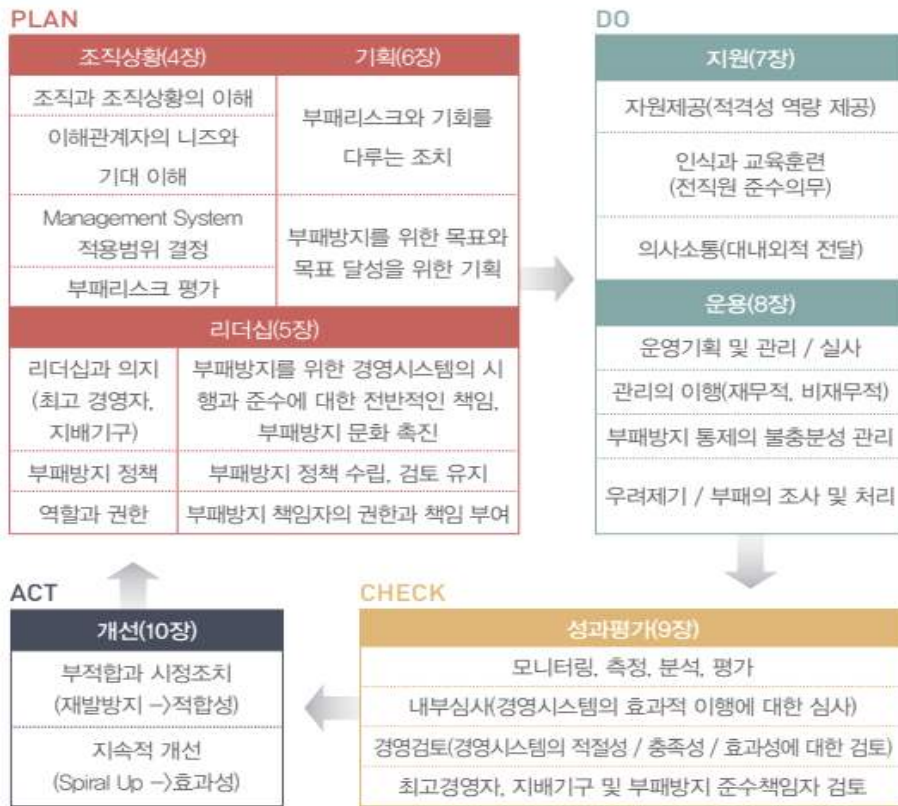 PLAN
조직상황(4장)
조직과 조직상황의 이해
이해관계자의 니즈와
기대 이해
Management System
적용범위 결정
부패리스크 평가
기획(6장)
부패리스크와 기회를
다루는 조치
부패방지를 위한 목표와
목표 달성을 위한 기획
리더십(5장)
리더십과 의지
(최고 경영자,
지배기구)
부패방지를 위한 경영시스템의 시
행과 준수에 대한 전반적인 책임,
부패방지 문화 촉진
부패방지 정책
부패방지 정책 수립, 검토 유지
역할과 권한
부패방지 책임자의 권한과 책임 부여
DO
지원(7장)
자원제공(적격성 역량 제공)
인식과 교육훈련
(전직원 준수의무)
의사소통(대내외적 전달)
운용(8장)
운영기획 및 관리 / 실사
관리의 이행(재무적, 비재무적)
부패방지 통제의 불충분성 관리
우려제기 / 부패의 조사 및 처리
ACT
개선(10장)
부적합과 시정조치
(재발방지 –>적합성)
지속적 개선
(Spiral Up –>효과성)
CHECK
성과평가(9장)
모니터링, 측정, 분석, 평가
내부심사(경영시스템의 효과적 이행에 대한 심사)
경영검토(경영시스템의 적절성 / 충족성 / 효과성에 대한 검토)
최고경영자, 지배기구 및 부패방지 준수책임자 검토